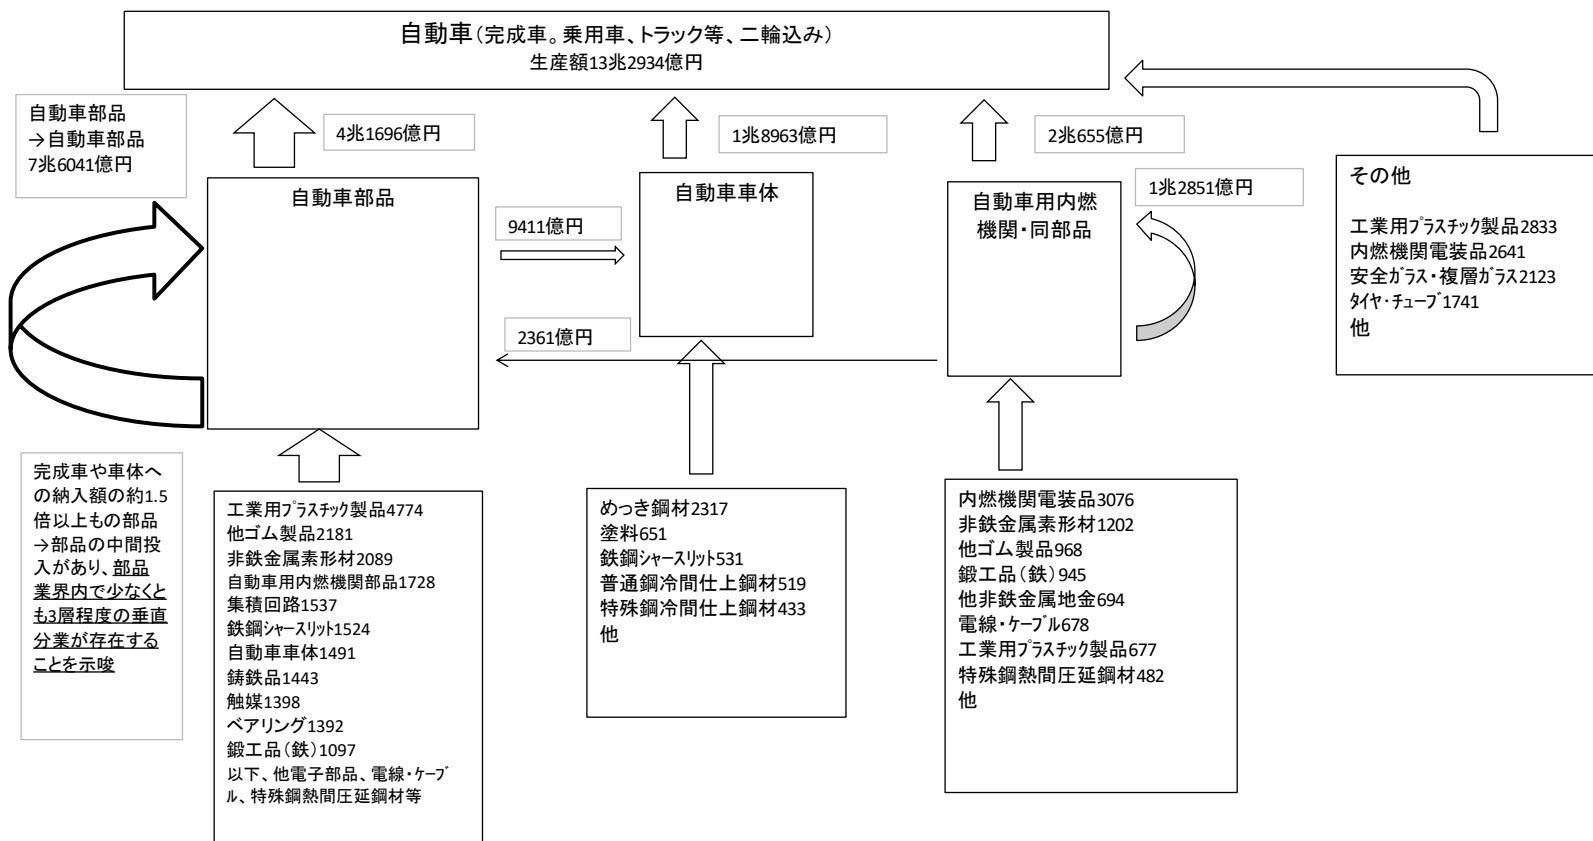 自動車（完成車。乗用車、トラック等、二輪込み）
生産額13兆2934億円
自動車部品
→自動車部品
7兆6041億円
4兆1696億円
1兆8963億円
2兆655億円
1兆2851億円
自動車部品
9411億円
自動車車体
自動車用内燃
機関・同部品
2361億円
その他
工業用プラスチック製品2833
内燃機関電装品2641
安全ガラス・複層ガラス2123
タイヤ・チューブ1741
他
完成車や車体へ
の納入額の約1.5
倍以上もの部品
→部品の中間投
入があり、部品
業界内で少なくと
も3層程度の垂直
分業が存在する
ことを示唆
工業用プラスチック製品4774
他ゴム製品2181
非鉄金属素形材2089
自動車用内燃機関部品1728
集積回路1537
鉄鋼シャースリット1524
自動車車体1491
鋳鉄品1443
触媒1398
ベアリング1392
鍛工品（鉄）1097
以下、他電子部品、電線・ケーブ
ル、特殊鋼熱間圧延鋼材等
めっき鋼材2317
塗料651
鉄鋼シャースリット531
普通鋼冷間仕上鋼材519
特殊鋼冷間仕上鋼材433
他
内燃機関電装品3076
非鉄金属素形材1202
他ゴム製品968
鍛工品（鉄）945
他非鉄金属地金694
電線・ケーブル678
工業用プラスチック製品677
特殊鋼熱間圧延鋼材482
他